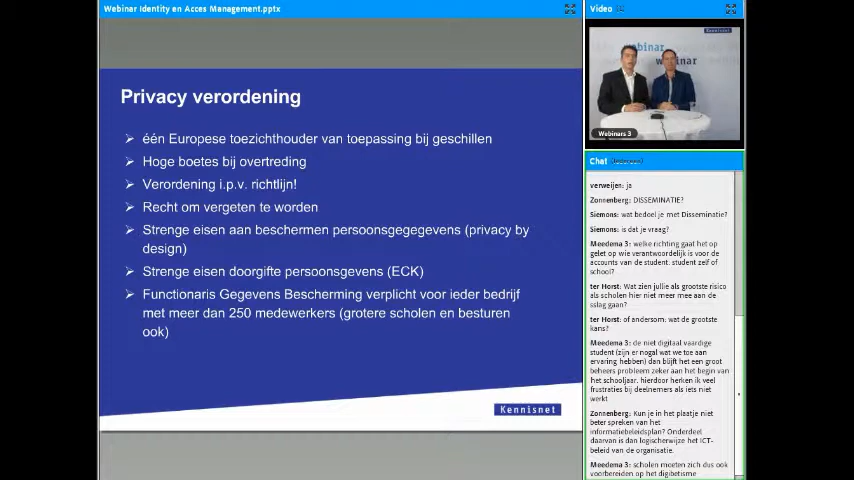 Webinar Identity en Acces Management.pptx
Privacy verordening
één Europese toezichthouder van toepassing bij geschillen
Hoge boetes bij overtreding
Verordening i.p.v. richtlijn!
Recht om vergeten te worden
Strenge eisen aan beschermen persoonsgegegevens (privacy by
design)
Strenge eisen doorgifte persoonsgevens (ECK)
Functionaris Gegevens Bescherming verplicht voor ieder bedrijf
met meer dan 250 medewerkers (grotere scholen en besturen
ook)
Kennisnet
Video
Kennisnet
webinar
Webinars 3
Chat (Iedereen)
verweijen: ja
Zonnenberg: DISSEMINATIE?
Siemons: wat bedoel je met Disseminatie?
Siemons: is dat je vraag?
Meedema 3: welke richting gaat het op
gelet op wie verantwoordelijk is voor de
accounts van de student. student zelf of
school?
ter Horst: Wat zien jullie als grootste risico
als scholen hier niet meer mee aan de
sslag gaan?
ter Horst: of andersom: wat de grootste
kans?
Meedema 3: de niet digitaal vaardige
student (zijn er nogal wat we toe aan
ervaring hebben) dan blijft het een groot
beheers probleem zeker aan het begin van
het schooljaar. hierdoor herken ik veel
frustraties bij deelnemers als iets niet
werkt
Zonnenberg: Kun je in het plaatje niet
beter spreken van het
informatiebeleidsplan? Onderdeel
daarvan is dan logischerwijze het ICT-
beleid van de organisatie.
Meedema 3: scholen moeten zich dus ook
voorbereiden op het digibetisme